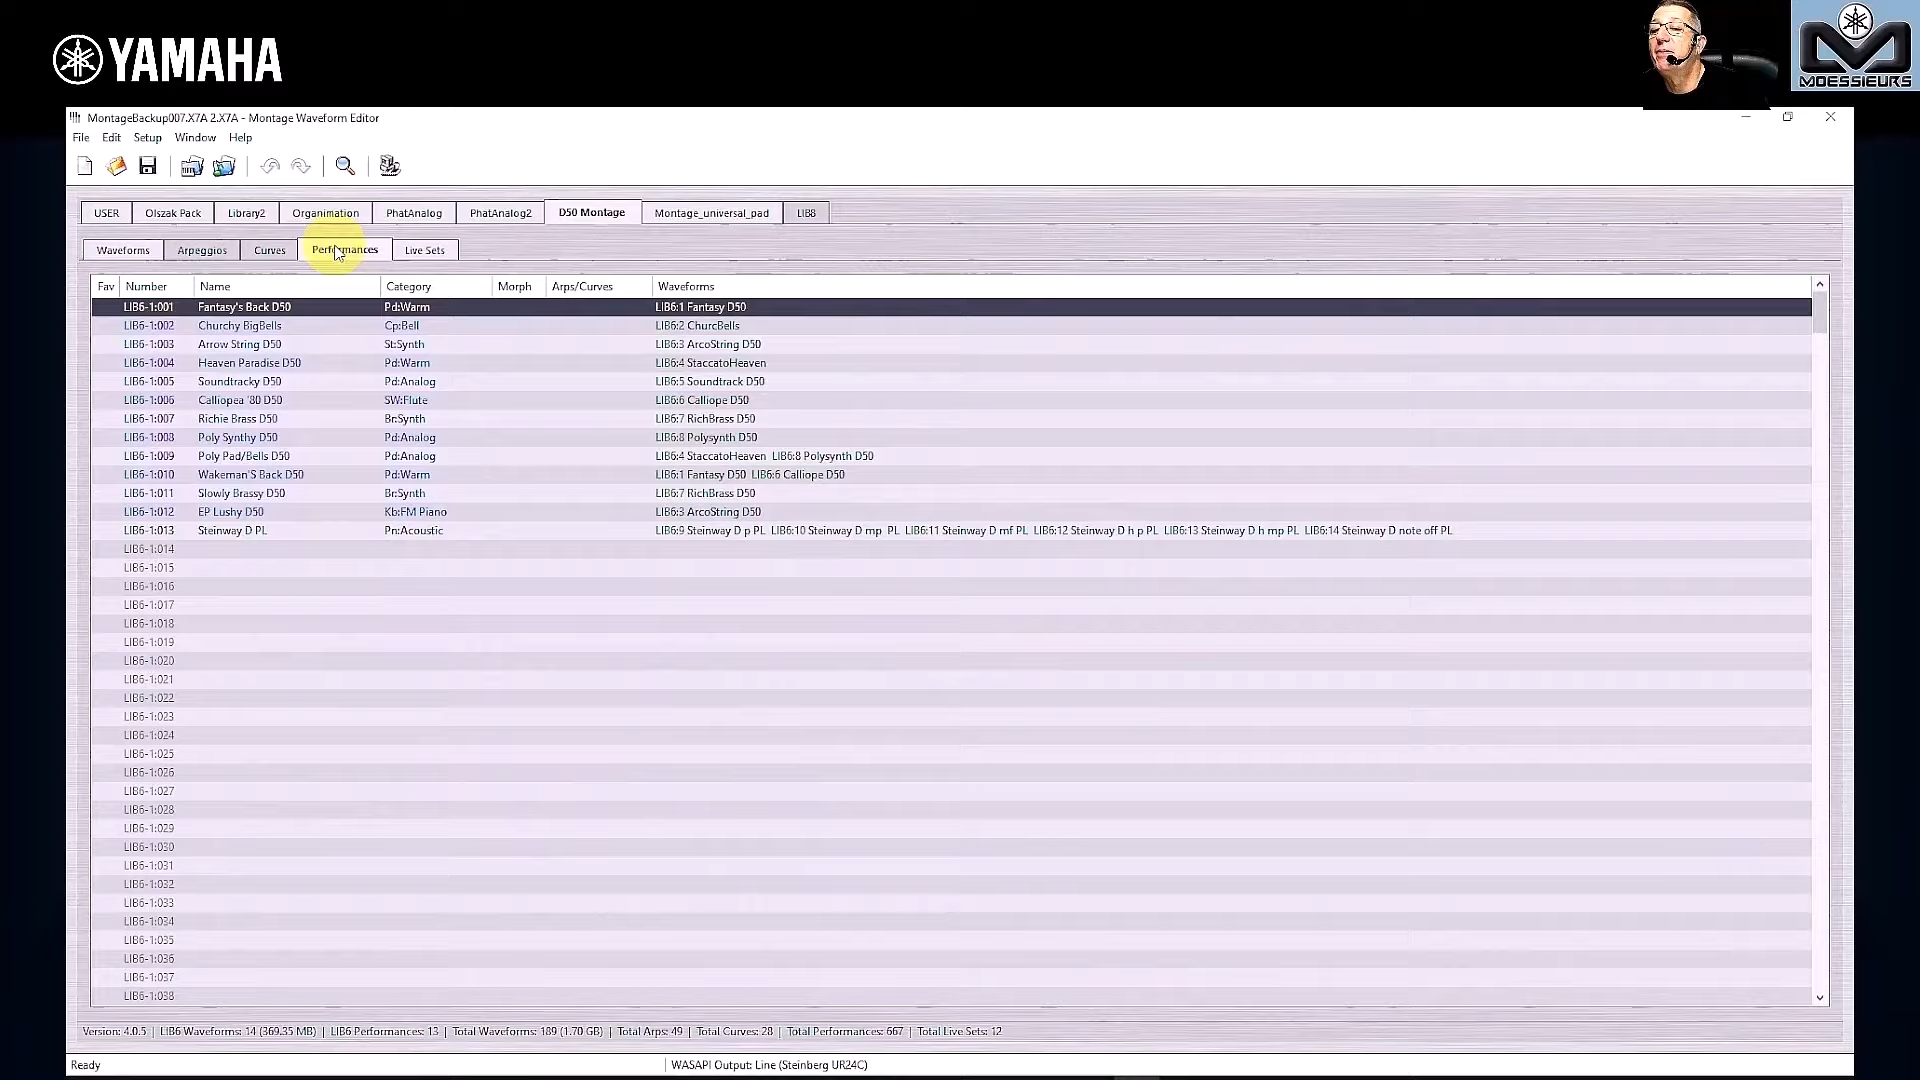 YAMAHA
MOESSIEURS
MontageBackup007.X7A 2.X7A - Montage Waveform Editor
File Edit Setup Window Help
USER Olszak Pack Library2 Organimation PhatAnalog PhatAnalog2 D50 Montage Montage_universal_pad LIB8
Waveforms Arpeggios Curves Performances Live Sets
Fav Number Name Category Morph Arps/Curves Waveforms
LIB6-1:001 Fantasy's Back D50 Pd:Warm LIB6:1 Fantasy D50
LIB6-1:002 Churchy BigBells Cp:Bell LIB6:2 ChurcBells
LIB6-1:003 Arrow String D50 St:Synth LIB6:3 ArcoString D50
LIB6-1:004 Heaven Paradise D50 Pd:Warm LIB6:4 StaccatoHeaven
LIB6-1:005 Soundtracky D50 Pd:Analog LIB6:5 Soundtrack D50
LIB6-1:006 Calliopea '80 D50 SW:Flute LIB6:6 Calliope D50
LIB6-1:007 Richie Brass D50 Br:Synth LIB6:7 RichBrass D50
LIB6-1:008 Poly Synthy D50 Pd:Analog LIB6:8 Polysynth D50
LIB6-1:009 Poly Pad/Bells D50 Pd:Analog LIB6:4 StaccatoHeaven LIB6:8 Polysynth D50
LIB6-1:010 Wakeman'S Back D50 Pd:Warm LIB6:1 Fantasy D50 LIB6:6 Calliope D50
LIB6-1:011 Slowly Brassy D50 Br:Synth LIB6:7 RichBrass D50
LIB6-1:012 EP Lushy D50 Kb:FM Piano LIB6:3 ArcoString D50
LIB6-1:013 Steinway D PL Pn:Acoustic LIB6:9 Steinway D p PL LIB6:10 Steinway D mp PL LIB6:11 Steinway D mf PL LIB6:12 Steinway D h p PL LIB6:13 Steinway D h mp PL LIB6:14 Steinway D note off PL
LIB6-1:014
LIB6-1:015
LIB6-1:016
LIB6-1:017
LIB6-1:018
LIB6-1:019
LIB6-1:020
LIB6-1:021
LIB6-1:022
LIB6-1:023
LIB6-1:024
LIB6-1:025
LIB6-1:026
LIB6-1:027
LIB6-1:028
LIB6-1:029
LIB6-1:030
LIB6-1:031
LIB6-1:032
LIB6-1:033
LIB6-1:034
LIB6-1:035
LIB6-1:036
LIB6-1:037
LIB6-1:038
Version: 4.0.5 | LIB6 Waveforms: 14 (369.35 MB) | LIB6 Performances: 13 | Total Waveforms: 189 (1.70 GB) | Total Arps: 49 | Total Curves: 28 | Total Performances: 667 | Total Live Sets: 12
Ready WASAPI Output: Line (Steinberg UR24C)